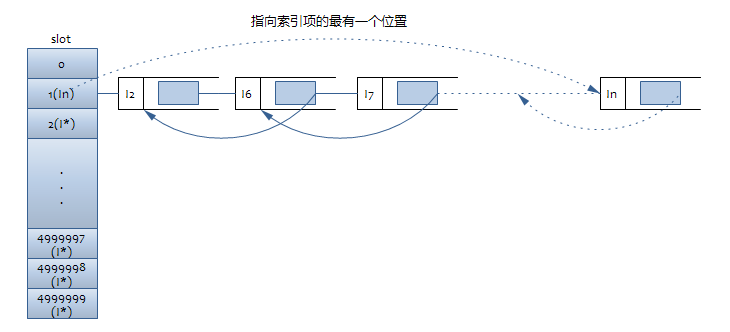 指向索引项的最有一个位置
slot
0
1(In)
I2
I6
I7
In
2(I*)
.
.
.
4999997
(I*)
4999998
(I*)
4999999
(I*)